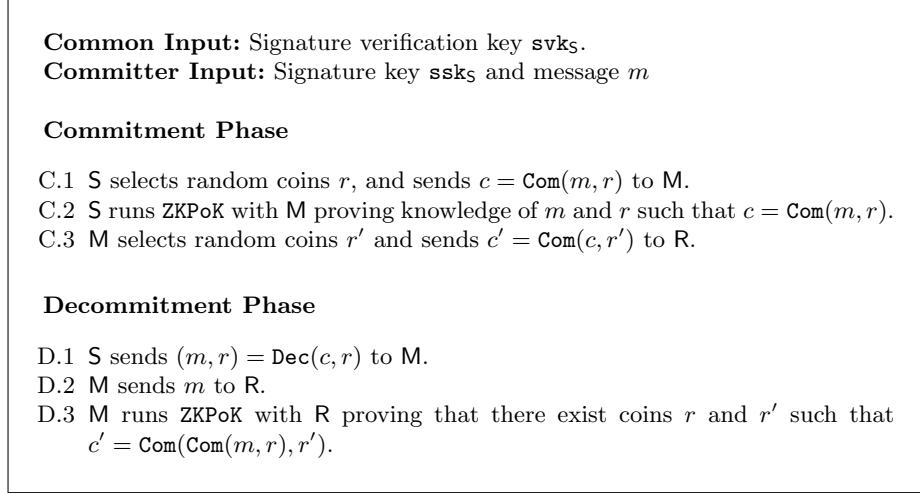 Common Input: Signature verification key svk_S.
Committer Input: Signature key ssk_S and message m
Commitment Phase
C.1 S selects random coins r, and sends c = Com(m, r) to M.
C.2 S runs ZKPoK with M proving knowledge of m and r such that c = Com(m, r).
C.3 M selects random coins r′ and sends c′ = Com(c, r′) to R.
Decommitment Phase
D.1 S sends (m, r) = Dec(c, r) to M.
D.2 M sends m to R.
D.3 M runs ZKPoK with R proving that there exist coins r and r′ such that
c′ = Com(Com(m, r), r′).